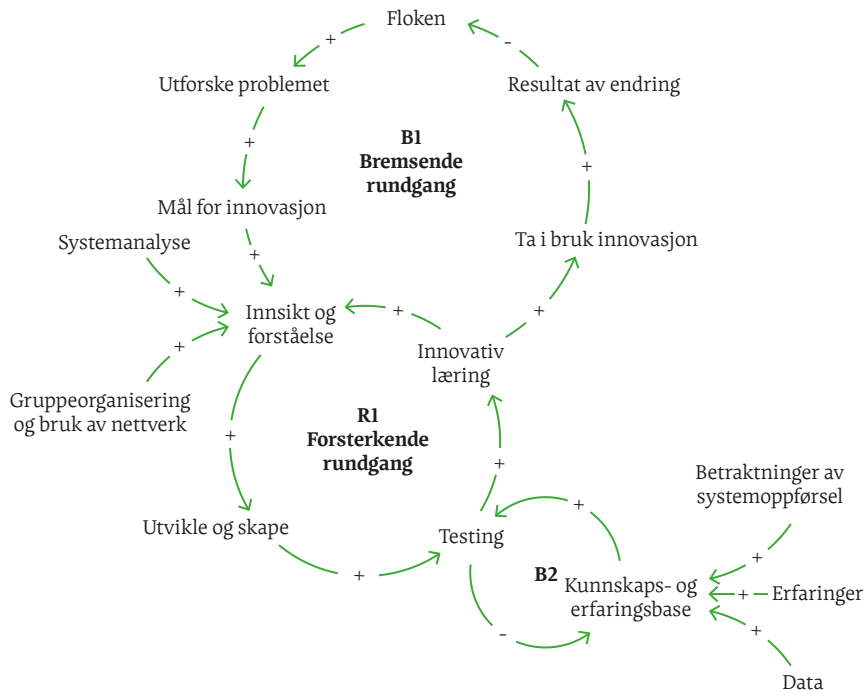 Floken
+
-
Utforske problemet
Resultat av endring
B1
Bremsende
rundgang
+
+
Mål for innovasjon
Systemanalyse
Ta i bruk innovasjon
+
+
Innsikt og
forståelse
+
+
+
Innovativ
læring
Gruppeorganisering
og bruk av nettverk
R1
Forsterkende
rundgang
+
+
Betraktninger av
systemoppførsel
Utvikle og skape
Testing
+
+
+
B2
Kunnskaps- og
erfaringsbase
+
Erfaringer
-
+
Data